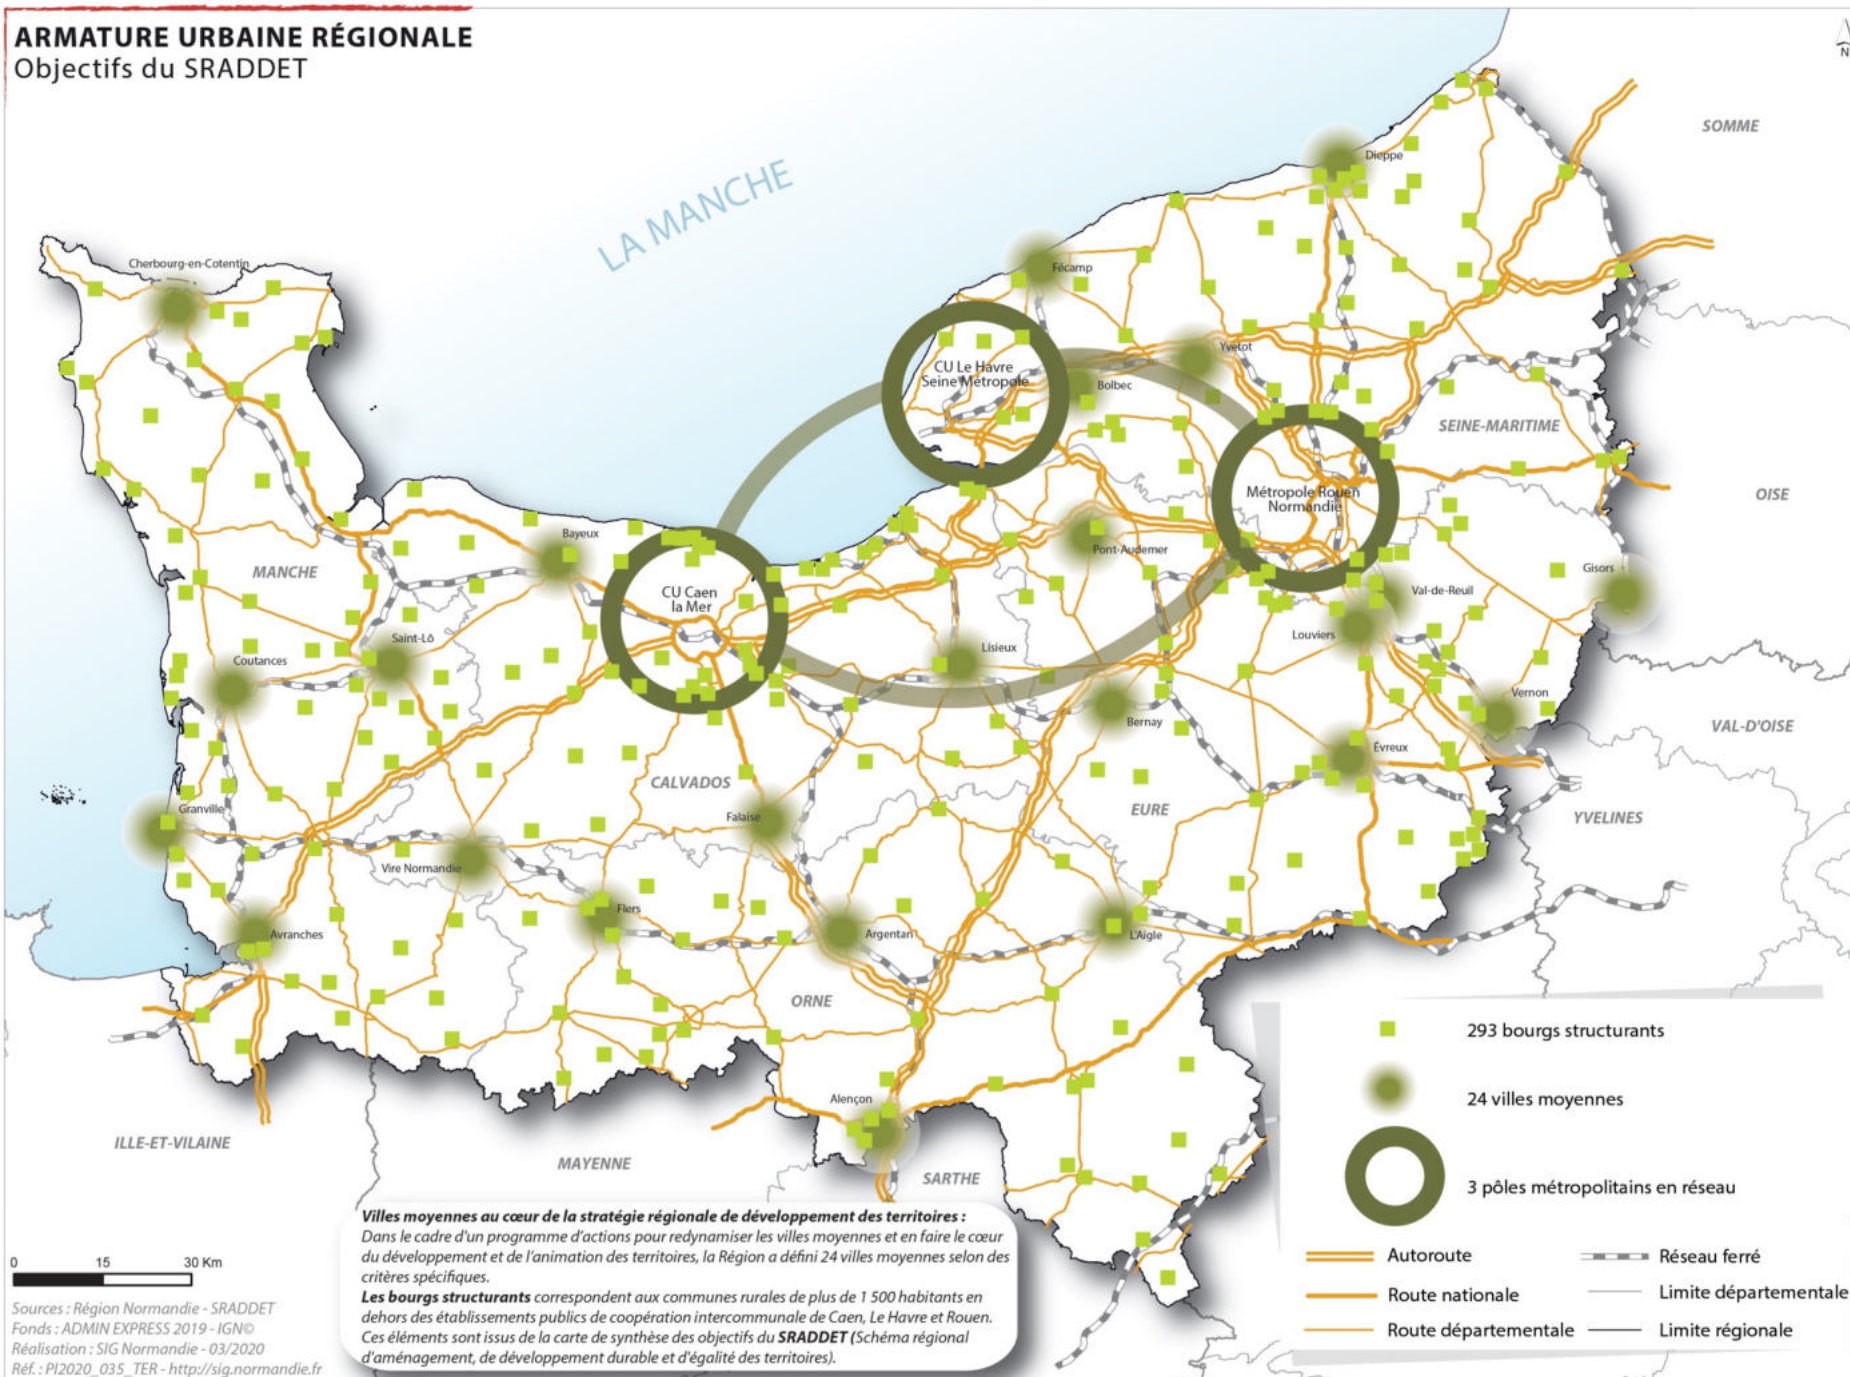 ARMATURE URBAINE RÉGIONALE
Objectifs du SRADDET
N
SOMME
LA MANCHE
Dieppe
Cherbourg-en-Cotentin
Fécamp
Yvetot
CU Le Havre
Seine Métropole
Bolbec
SEINE-MARITIME
Métropole Rouen
Normandie
OISE
Bayeux
Pont-Audemer
MANCHE
Gisors
CU Caen
la Mer
Val-de-Reuil
Louviers
Saint-Lô
Lisieux
Coutances
Vernon
Bernay
VAL-D'OISE
Évreux
CALVADOS
Granville
EURE
Falaise
YVELINES
Vire Normandie
Flers
Avranches
Argentan
L'Aigle
ORNE
Alençon
ILLE-ET-VILAINE
MAYENNE
SARTHE
293 bourgs structurants
24 villes moyennes
3 pôles métropolitains en réseau
Autoroute
Réseau ferré
Route nationale
Limite départementale
Route départementale
Limite régionale
Villes moyennes au cœur de la stratégie régionale de développement des territoires :
Dans le cadre d'un programme d'actions pour redynamiser les villes moyennes et en faire le cœur
du développement et de l'animation des territoires, la Région a défini 24 villes moyennes selon des
critères spécifiques.
Les bourgs structurants correspondent aux communes rurales de plus de 1 500 habitants en
dehors des établissements publics de coopération intercommunale de Caen, Le Havre et Rouen.
Ces éléments sont issus de la carte de synthèse des objectifs du SRADDET (Schéma régional
d'aménagement, de développement durable et d'égalité des territoires).
0 15 30 Km
Sources : Région Normandie - SRADDET
Fonds : ADMIN EXPRESS 2019 - IGN©
Réalisation : SIG Normandie - 03/2020
Réf. : PI2020_035_TER - http://sig.normandie.fr